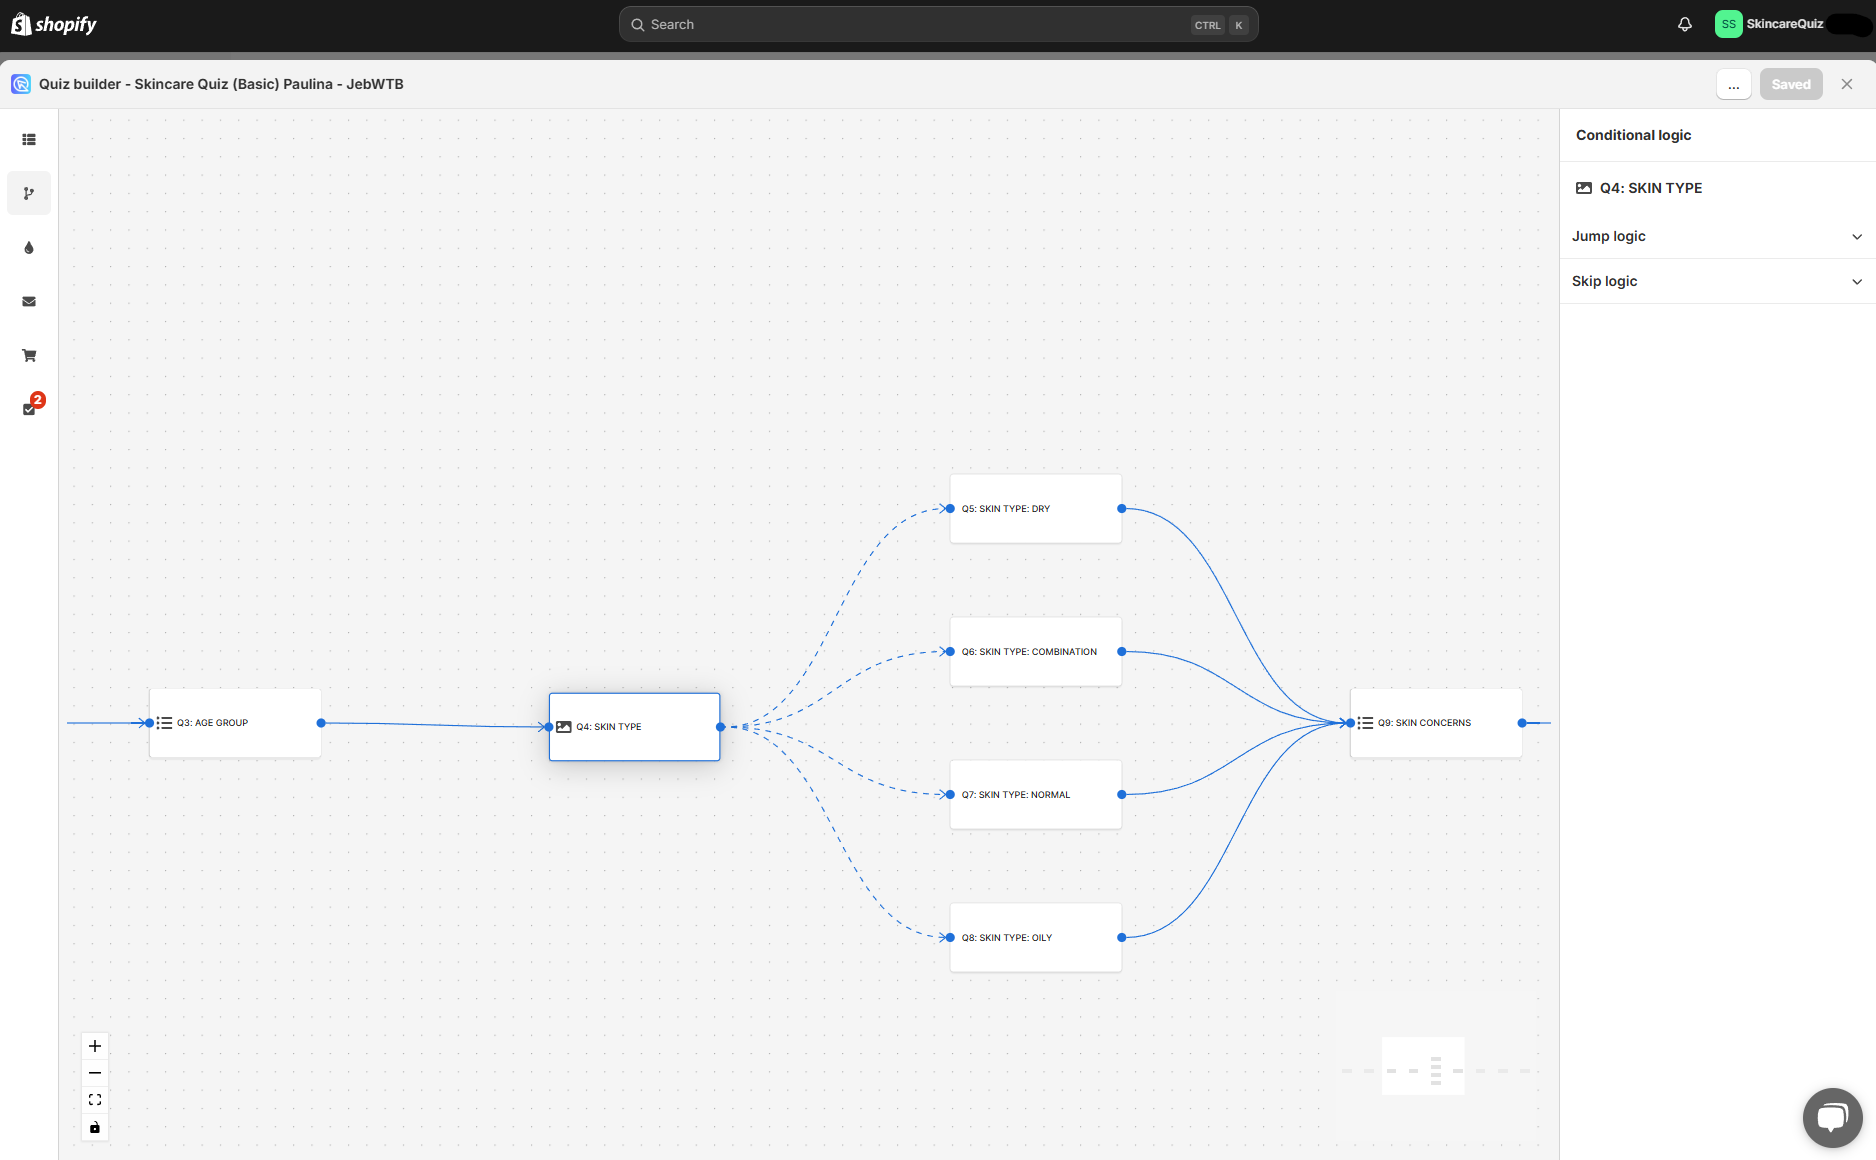 shopify
Search
CTRL K
SS
SkincareQuiz
Quiz builder - Skincare Quiz (Basic) Paulina - JebWTB
...
Saved
Conditional logic
Q4: SKIN TYPE
Jump logic
Skip logic
2
Q5: SKIN TYPE: DRY
Q6: SKIN TYPE: COMBINATION
Q3: AGE GROUP
Q4: SKIN TYPE
Q9: SKIN CONCERNS
Q7: SKIN TYPE: NORMAL
Q8: SKIN TYPE: OILY